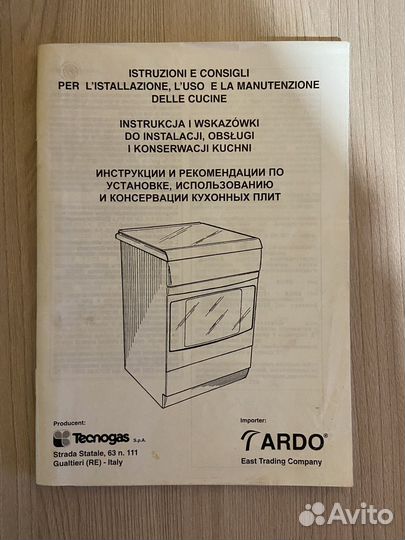 ISTRUZIONI E CONSIGLI
PER L'ISTALLAZIONE, L'USO E LA MANUTENZIONE
DELLE CUCINE
INSTRUKCJA I WSKAZÓWKI
DO INSTALACJI, OBSŁUGI
I KONSERWACJI KUCHNI
ИНСТРУКЦИИ И РЕКОМЕНДАЦИИ ПО
УСТАНОВКЕ, ИСПОЛЬЗОВАНИЮ
И КОНСЕРВАЦИИ КУХОННЫХ ПЛИТ
Producent:
Tecnogas S.p.A.
Strada Statale, 63 n. 111
Gualtieri (RE) - Italy
Importer:
ARDO®
East Trading Company
Avito